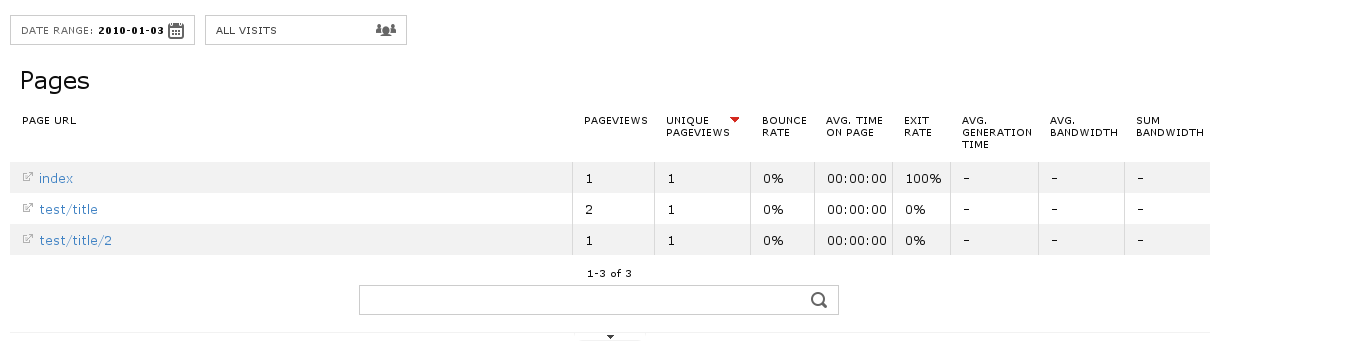 DATE RANGE: 2010-01-03 ALL VISITS
Pages
PAGE URL PAGEVIEWS UNIQUE PAGEVIEWS BOUNCE RATE AVG. TIME ON PAGE EXIT RATE AVG. GENERATION TIME AVG. BANDWIDTH SUM BANDWIDTH
index 1 1 0% 00:00:00 100% - - -
test/title 2 1 0% 00:00:00 0% - - -
test/title/2 1 1 0% 00:00:00 0% - - -
1-3 of 3